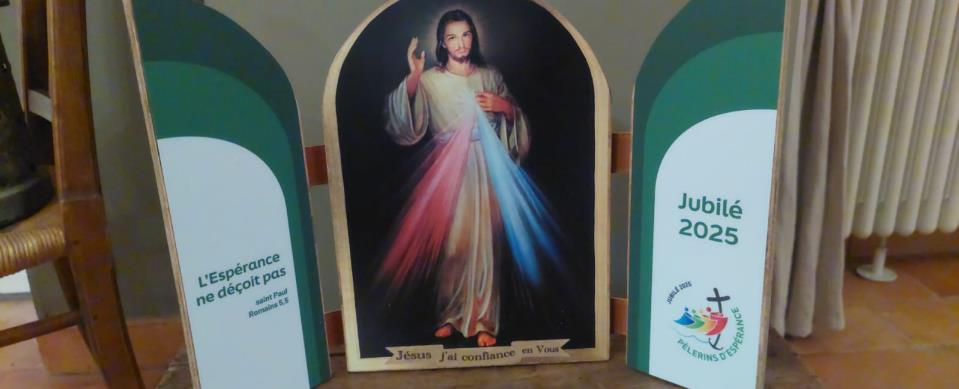 L'Espérance
ne déçoit pas
saint Paul
Romains 5,5
Jésus j'ai confiance en Vous
Jubilé
2025
JUBILÉ 2025
PÈLERINS D'ESPÉRANCE